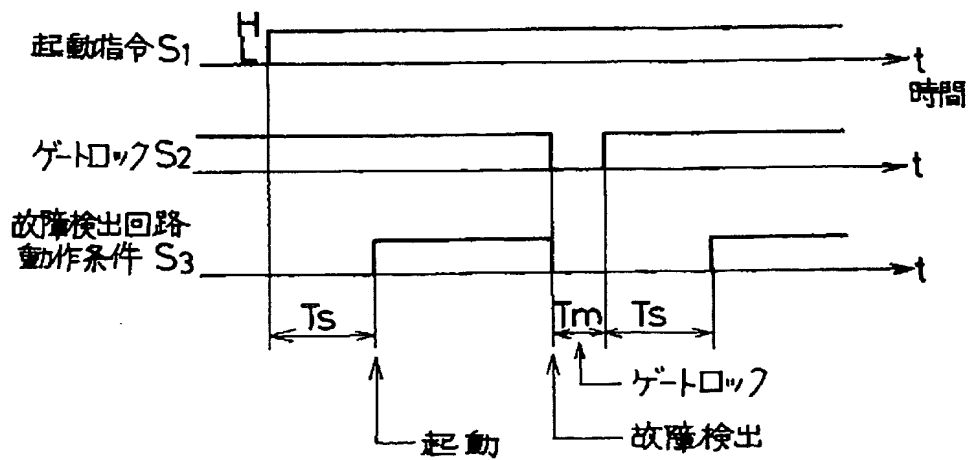 H
起動指令 S1
L
t
時間
ゲートロック S2
t
故障検出回路
動作条件 S3
t
Ts
Tm
Ts
ゲートロック
起動
故障検出